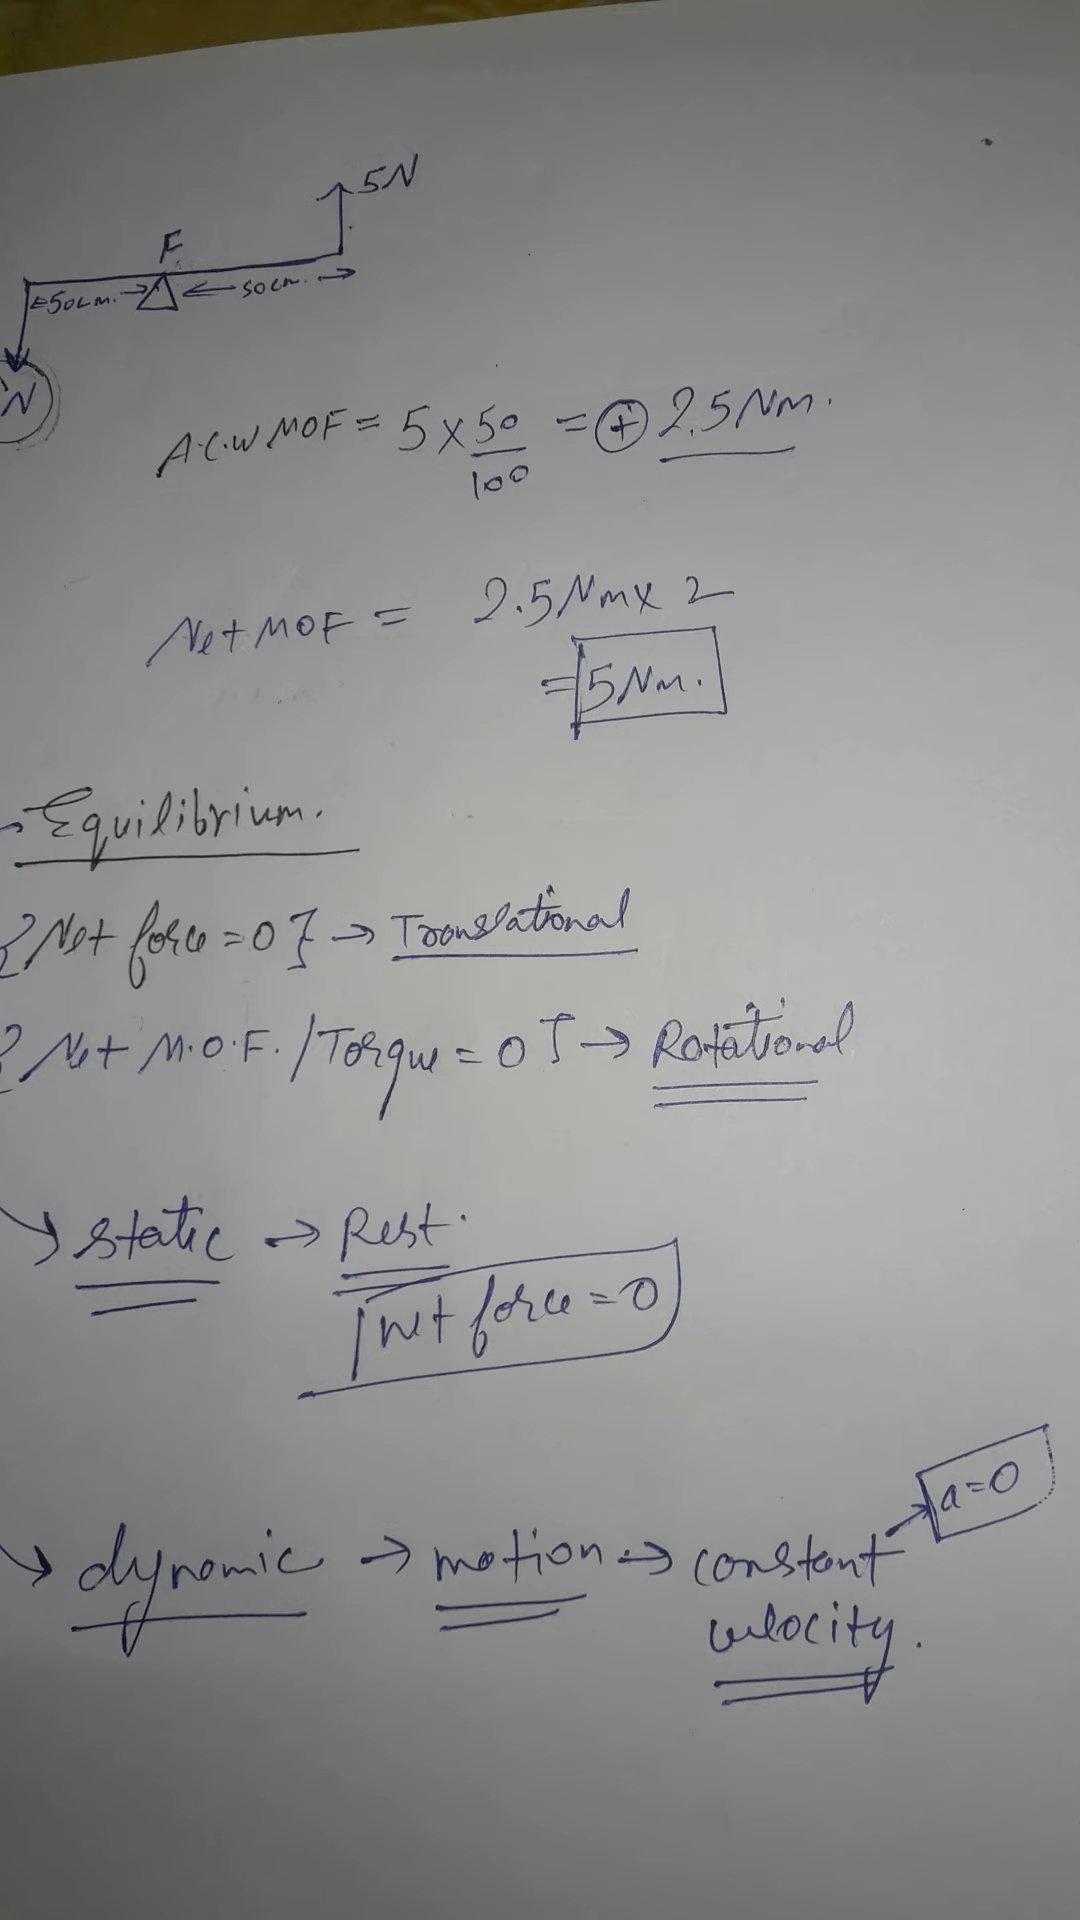 5N
F
50cm.
50cm.
N
A.C.W MOF = 5 × 50/100 = + 2.5 Nm.
Net MOF = 2.5 Nm × 2
= 5 Nm.
Equilibrium.
{ Net force = 0 } → Translational
{ Net M.O.F. / Torque = 0 } → Rotational
→ static → Rest.
Net force = 0
a = 0
→ dynamic → motion → constant
velocity.